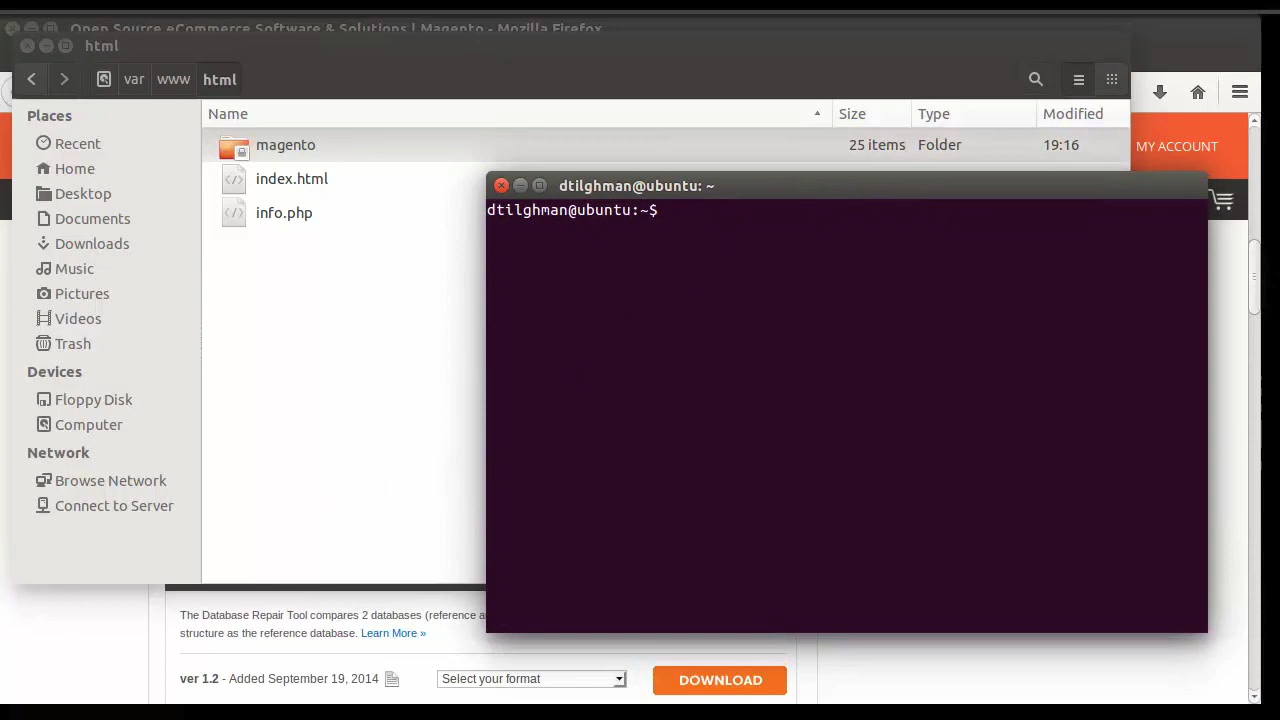 Open Source eCommerce Software & Solutions | Magento - Mozilla Firefox
html
var www html
Name Size Type Modified
Places
Recent
Home
Desktop
Documents
Downloads
Music
Pictures
Videos
Trash
Devices
Floppy Disk
Computer
Network
Browse Network
Connect to Server
magento 25 items Folder 19:16
index.html
info.php
MY ACCOUNT
dtilghman@ubuntu: ~
dtilghman@ubuntu:~$
The Database Repair Tool compares 2 databases (reference
structure as the reference database. Learn More »
ver 1.2 - Added September 19, 2014 Select your format DOWNLOAD